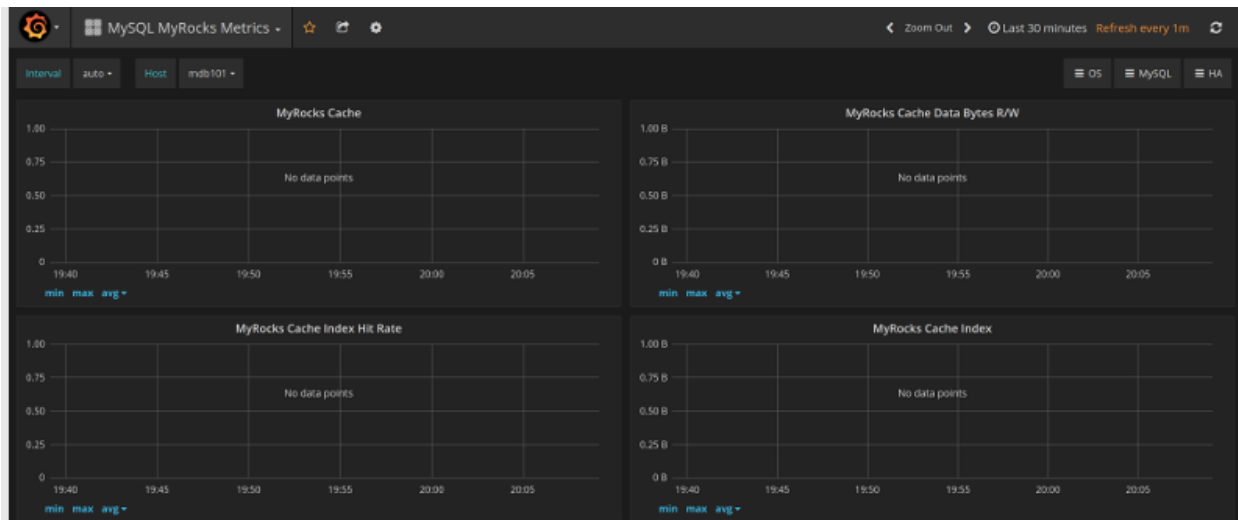 MySQL MyRocks Metrics
Zoom Out Last 30 minutes Refresh every 1m
Interval auto Host mdb101 OS MySQL HA
MyRocks Cache
1.00
0.75
No data points
0.50
0.25
0
19:40 19:45 19:50 19:55 20:00 20:05
min max avg
MyRocks Cache Data Bytes R/W
1.00 B
0.75 B
No data points
0.50 B
0.25 B
0 B
19:40 19:45 19:50 19:55 20:00 20:05
min max avg
MyRocks Cache Index Hit Rate
1.00
0.75
No data points
0.50
0.25
0
19:40 19:45 19:50 19:55 20:00 20:05
min max avg
MyRocks Cache Index
1.00 B
0.75 B
No data points
0.50 B
0.25 B
0 B
19:40 19:45 19:50 19:55 20:00 20:05
min max avg